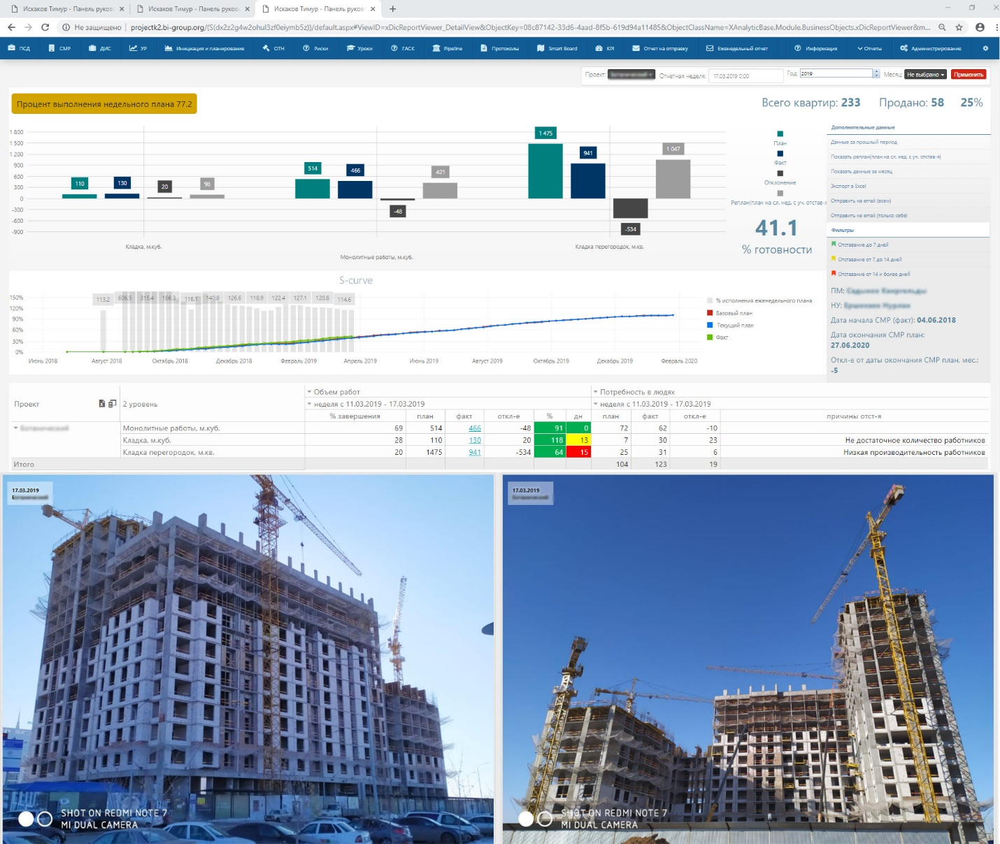 Искаков Тимур - Панель руков
Искаков Тимур - Панель руков
Искаков Тимур - Панель руков
Не защищено | projectk2.bi-group.org/(S(dx2z2g4w2ohul3zf0eiymb5z))/default.aspx#ViewID=xDicReportViewer_DetailView&ObjectKey=08c87142-33d6-4aad-8f5b-619d94a11485&ObjectClassName=XAnalyticBase.Module.BusinessObjects.xDicReportViewer&m...
ПСД СМР ДИС УР Инициация и планирование ОТН Риски Уроки ГАСК Pipeline Протоколы Smart Board KPI Отчет на отправку Еженедельный отчет Информация Отчеты Администрирование
Проект: Отчетная неделя: 17.03.2019 0:00 Год: 2019 Месяц: Не выбрано Применить
Процент выполнения недельного плана 77.2
Всего квартир: 233 Продано: 58 25%
1 800
1 500
1 200
900
600
300
0
-300
-600
-900
110 130 20 98
514 466 -48 421
1 475 941 -534 1 047
Кладка, м.куб.
Монолитные работы, м.куб.
Кладка перегородок, м.кв.
План
Факт
Отклонение
Реплан(план на сл. нед. с уч. отстав-я
41.1
% готовности
Дополнительные данные
Данные за прошлый период
Показать реплан(план на сл. нед. с уч. отстав-я)
Показать данные за месяц
Экспорт в Excel
Отправить на email (всем)
Отправить на email (только себе)
Фильтры
Отставание до 7 дней
Отставание от 7 до 14 дней
Отставание от 14 и более дней
ПМ:
НУ:
Дата начала СМР (факт): 04.06.2018
Дата окончания СМР план:
27.06.2020
Откл-е от даты окончания СМР план, мес.:
-5
S-curve
150%
120%
90%
60%
30%
0%
113.2 606.5 315.4 166.3 116.1 140.8 126.6 118.9 122.4 127.1 120.8 114.6
Июнь 2018 Август 2018 Октябрь 2018 Декабрь 2018 Февраль 2019 Апрель 2019 Июнь 2019 Август 2019 Октябрь 2019 Декабрь 2019 Февраль 2020
% исполнения еженедельного плана
Базовый план
Текущий план
Факт
Проект 2 уровень Объем работ Потребность в людях
неделя с 11.03.2019 - 17.03.2019 неделя с 11.03.2019 - 17.03.2019
% завершения план факт откл-е % дн план факт откл-е причины отст-я
Монолитные работы, м.куб. 69 514 466 -48 91 0 72 62 -10
Кладка, м.куб. 28 110 130 20 118 13 7 30 23 Не достаточное количество работников
Кладка перегородок, м.кв. 20 1475 941 -534 64 15 25 31 6 Низкая производительность работников
Итого 104 123 19
17.03.2019
SHOT ON REDMI NOTE 7
MI DUAL CAMERA
17.03.2019
SHOT ON REDMI NOTE 7
MI DUAL CAMERA